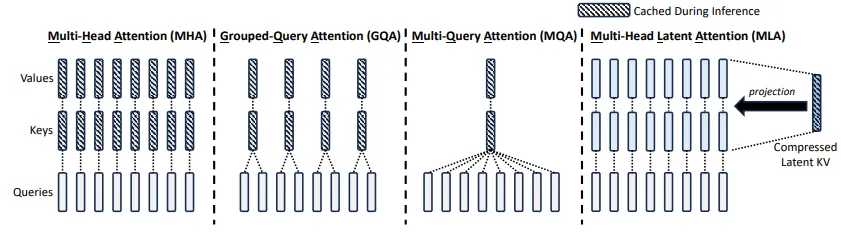 Cached During Inference
Multi-Head Attention (MHA)
Grouped-Query Attention (GQA)
Multi-Query Attention (MQA)
Multi-Head Latent Attention (MLA)
Values
Keys
Queries
projection
Compressed
Latent KV